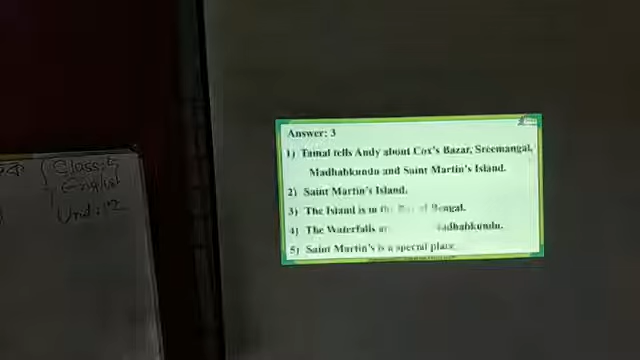 Class: 5
English
Unit: 12
Answer: 3
1) Tamal tells Andy about Cox's Bazar, Sreemangal,
Madhabkundu and Saint Martin's Island.
2) Saint Martin's Island.
3) The Island is in the Bay of Bengal.
4) The Waterfalls Madhabkundu.
5) Saint Martin's is a special place